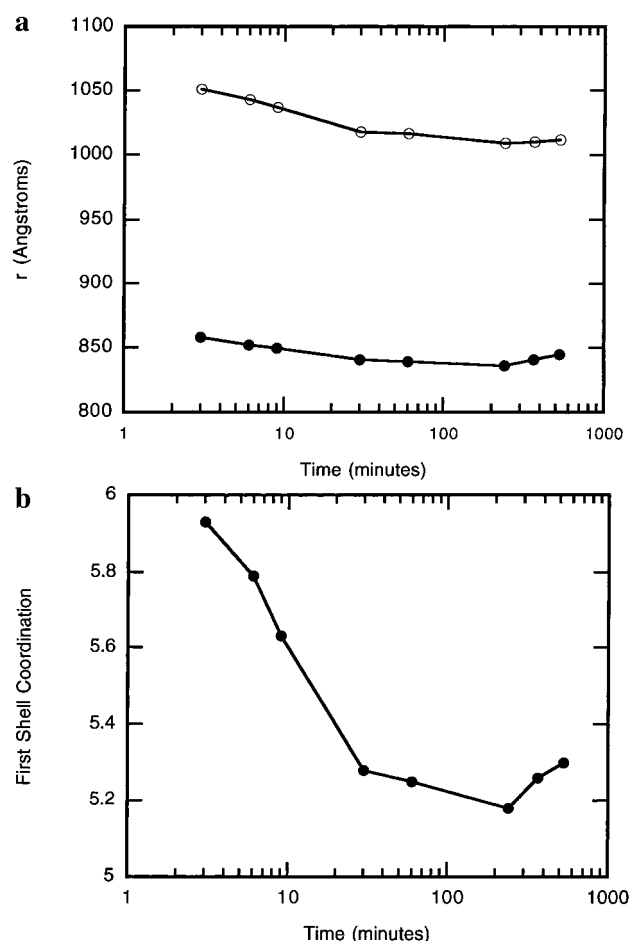 a
1100
1050
1000
950
900
850
800
r (Angstroms)
1 10 100 1000
Time (minutes)
b
6
5.8
5.6
5.4
5.2
5
First Shell Coordination
1 10 100 1000
Time (minutes)